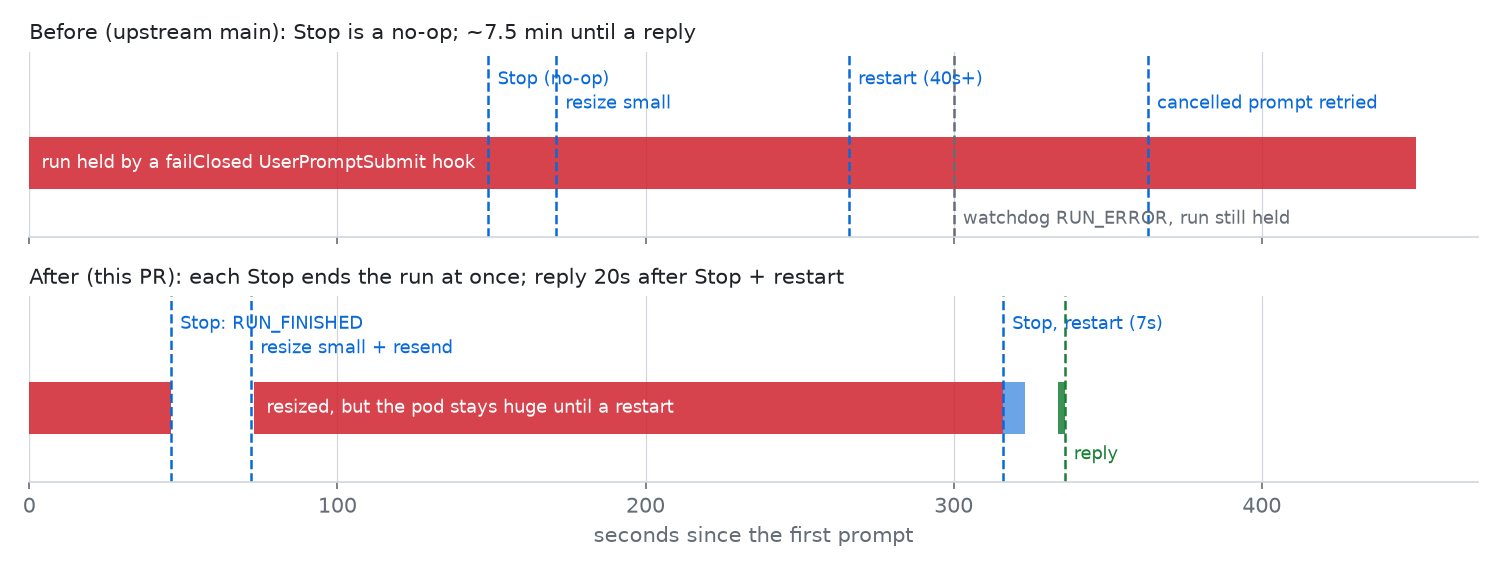 Before (upstream main): Stop is a no-op; ~7.5 min until a reply
Stop (no-op)
restart (40s+)
resize small
cancelled prompt retried
run held by a failClosed UserPromptSubmit hook
watchdog RUN_ERROR, run still held
After (this PR): each Stop ends the run at once; reply 20s after Stop + restart
Stop: RUN_FINISHED
Stop, restart (7s)
resize small + resend
resized, but the pod stays huge until a restart
reply
0
100
200
300
400
seconds since the first prompt